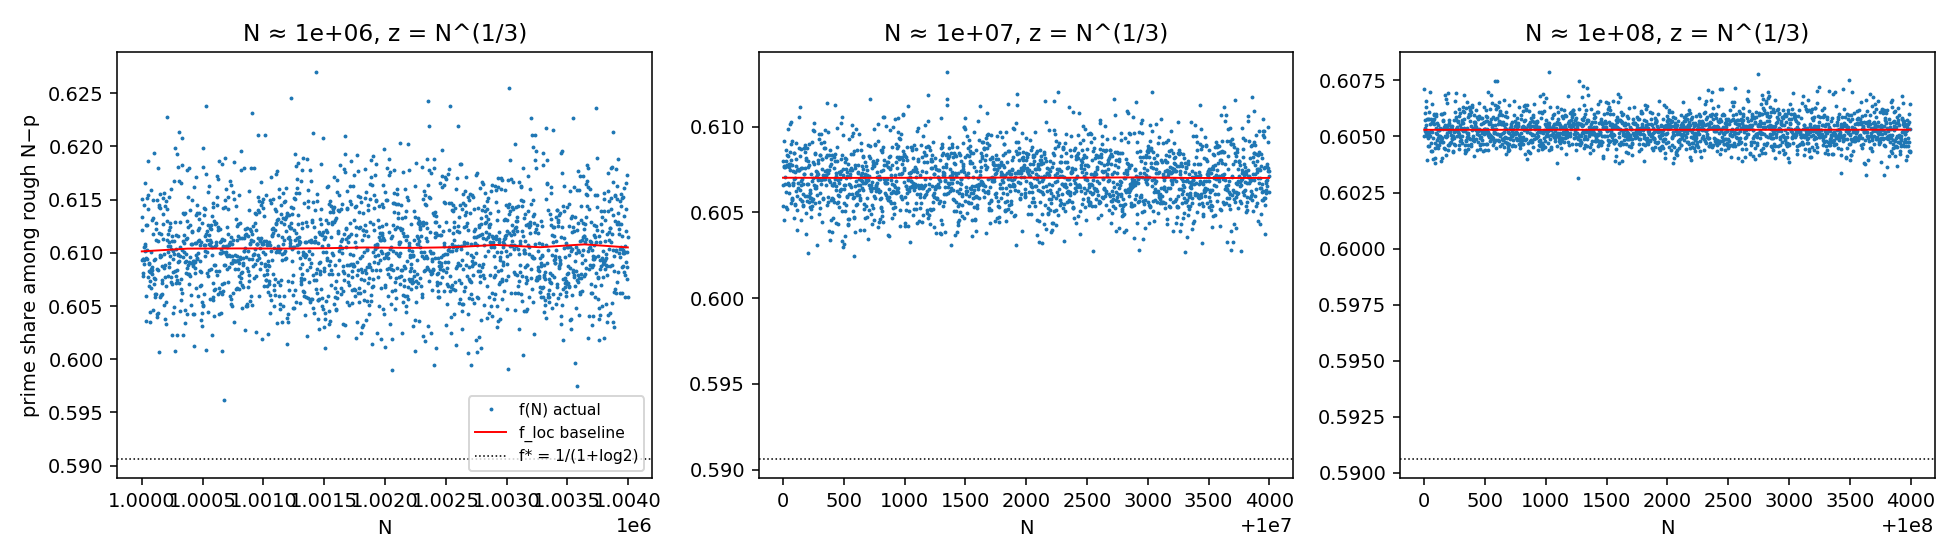 N ≈ 1e+06, z = N^(1/3)
prime share among rough N−p
0.625
0.620
0.615
0.610
0.605
0.600
0.595
0.590
f(N) actual
f_loc baseline
f* = 1/(1+log2)
1.0000 1.0005 1.0010 1.0015 1.0020 1.0025 1.0030 1.0035 1.0040
1e6
N
N ≈ 1e+07, z = N^(1/3)
0.610
0.605
0.600
0.595
0.590
0 500 1000 1500 2000 2500 3000 3500 4000
+1e7
N
N ≈ 1e+08, z = N^(1/3)
0.6075
0.6050
0.6025
0.6000
0.5975
0.5950
0.5925
0.5900
0 500 1000 1500 2000 2500 3000 3500 4000
+1e8
N